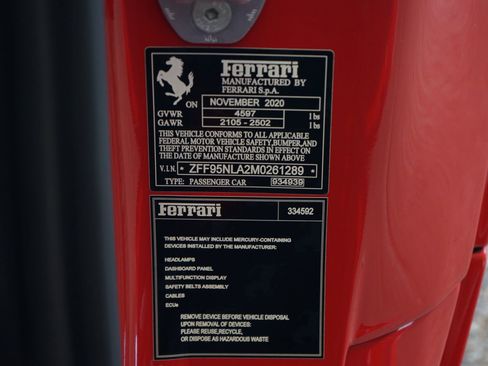 Ferrari
MANUFACTURED BY
FERRARI S.p.A.
ON NOVEMBER 2020
GVWR 4597 lbs
GAWR 2105 - 2502 lbs
THIS VEHICLE CONFORMS TO ALL APPLICABLE
FEDERAL MOTOR VEHICLE SAFETY,BUMPER,AND
THEFT PREVENTION STANDARDS IN EFFECT ON
THE DATE OF MANUFACTURE SHOWN ABOVE
V.I.N. * ZFF95NLA2M0261289 *
TYPE: PASSENGER CAR 934939
Ferrari 334592
THIS VEHICLE MAY INCLUDE MERCURY-CONTAINING
DEVICES INSTALLED BY THE MANUFACTURER:
HEADLAMPS
DASHBOARD PANEL
MULTIFUNCTION DISPLAY
SAFETY BELTS ASSEMBLY
CABLES
ECUs
REMOVE DEVICE BEFORE VEHICLE DISPOSAL
UPON REMOVAL OF DEVICES:
PLEASE REUSE,RECYCLE,
OR DISPOSE AS HAZARDOUS WASTE